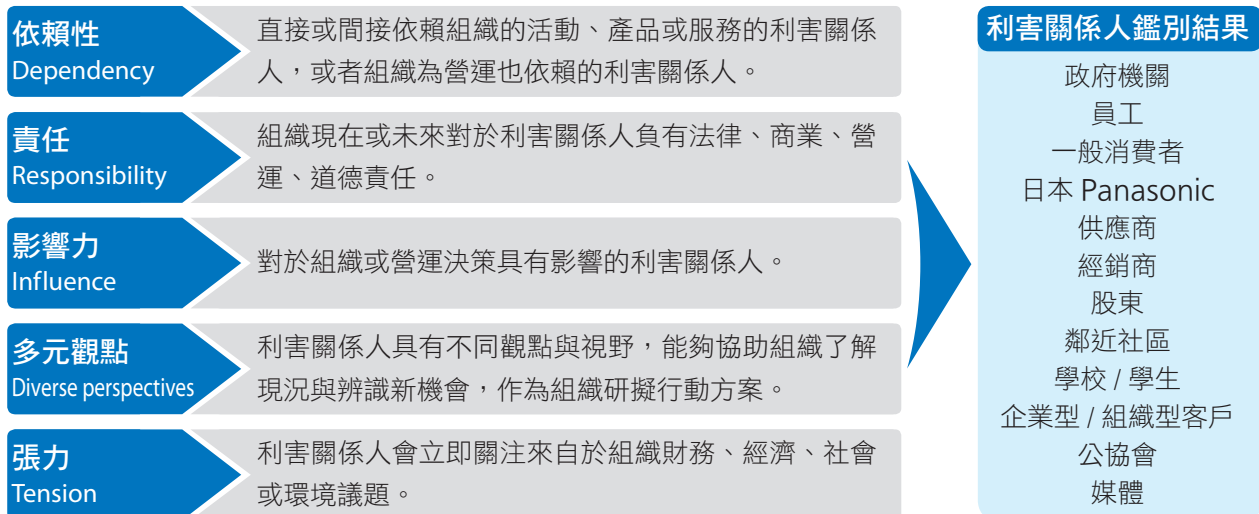 依賴性
Dependency
直接或間接依賴組織的活動、產品或服務的利害關係
人，或者組織為營運也依賴的利害關係人。
責任
Responsibility
組織現在或未來對於利害關係人負有法律、商業、營
運、道德責任。
影響力
Influence
對於組織或營運決策具有影響的利害關係人。
多元觀點
Diverse perspectives
利害關係人具有不同觀點與視野，能夠協助組織了解
現況與辨識新機會，作為組織研擬行動方案。
張力
Tension
利害關係人會立即關注來自於組織財務、經濟、社會
或環境議題。
利害關係人鑑別結果
政府機關
員工
一般消費者
日本 Panasonic
供應商
經銷商
股東
鄰近社區
學校 / 學生
企業型 / 組織型客戶
公協會
媒體